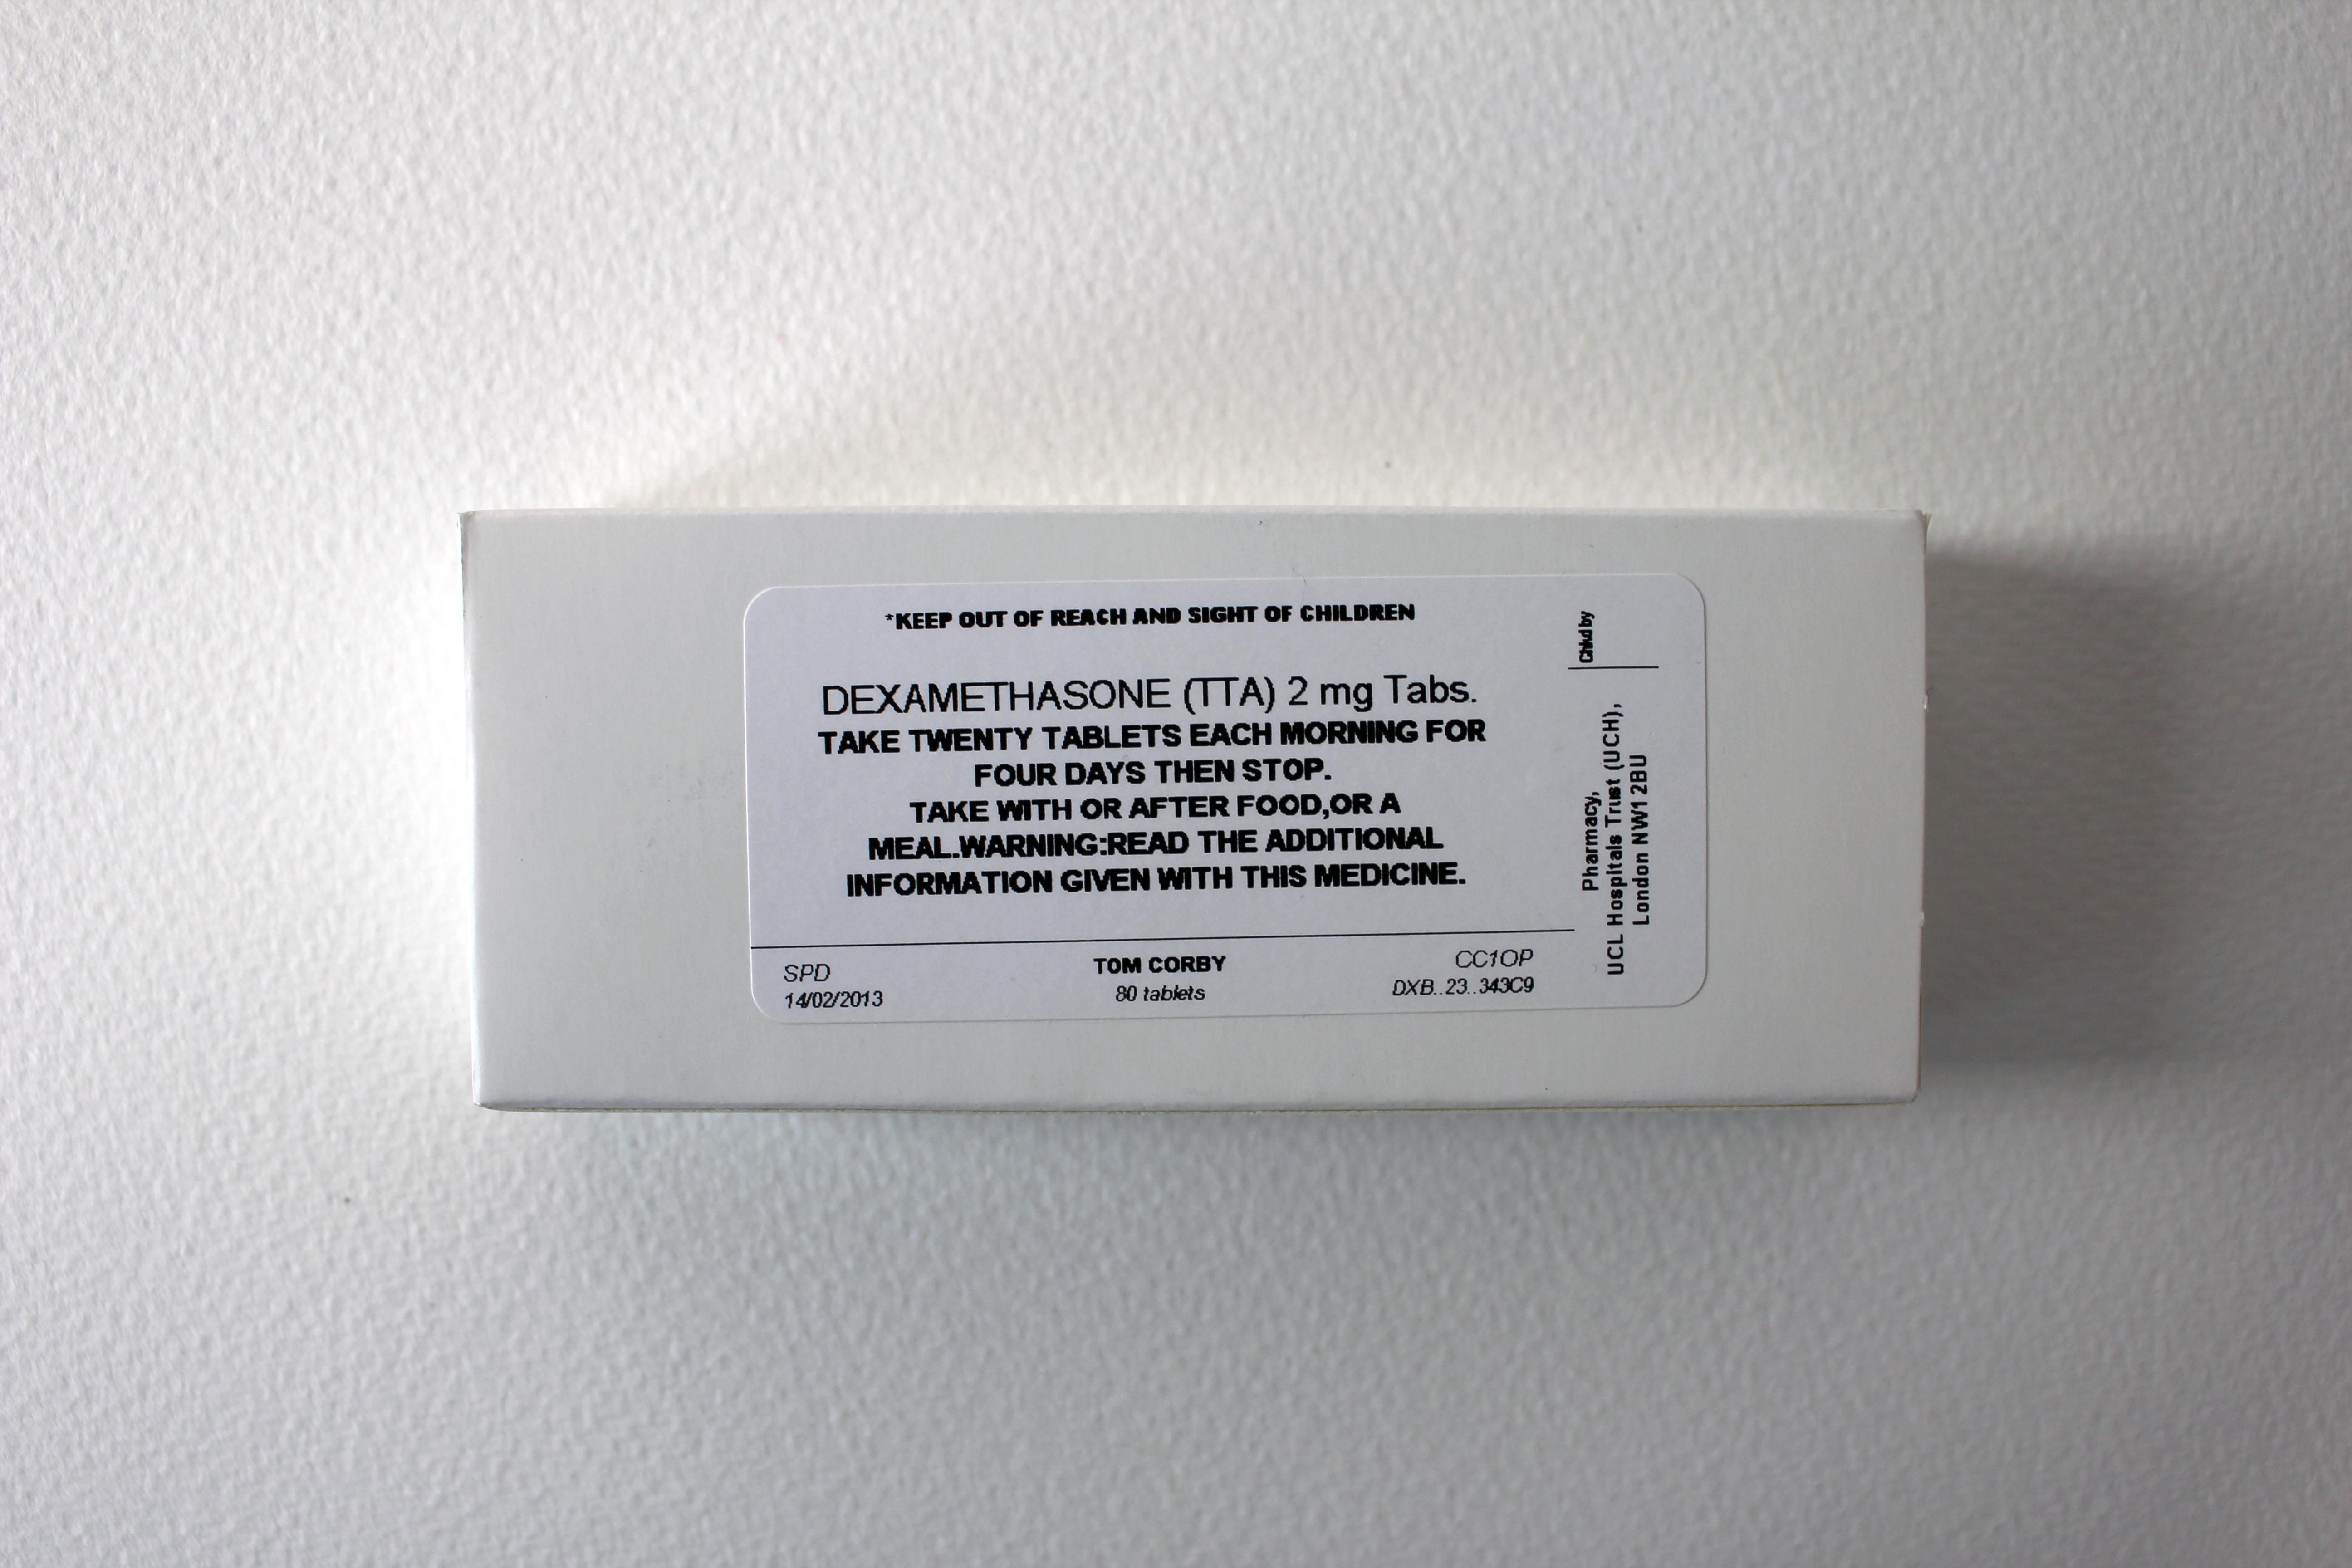 *KEEP OUT OF REACH AND SIGHT OF CHILDREN
DEXAMETHASONE (TTA) 2 mg Tabs.
TAKE TWENTY TABLETS EACH MORNING FOR
FOUR DAYS THEN STOP.
TAKE WITH OR AFTER FOOD,OR A
MEAL.WARNING:READ THE ADDITIONAL
INFORMATION GIVEN WITH THIS MEDICINE.
SPD
14/02/2013
TOM CORBY
80 tablets
CC1OP
DXB..23..343C9
Chkd by
Pharmacy,
UCL Hospitals Trust (UCH),
London NW1 2BU